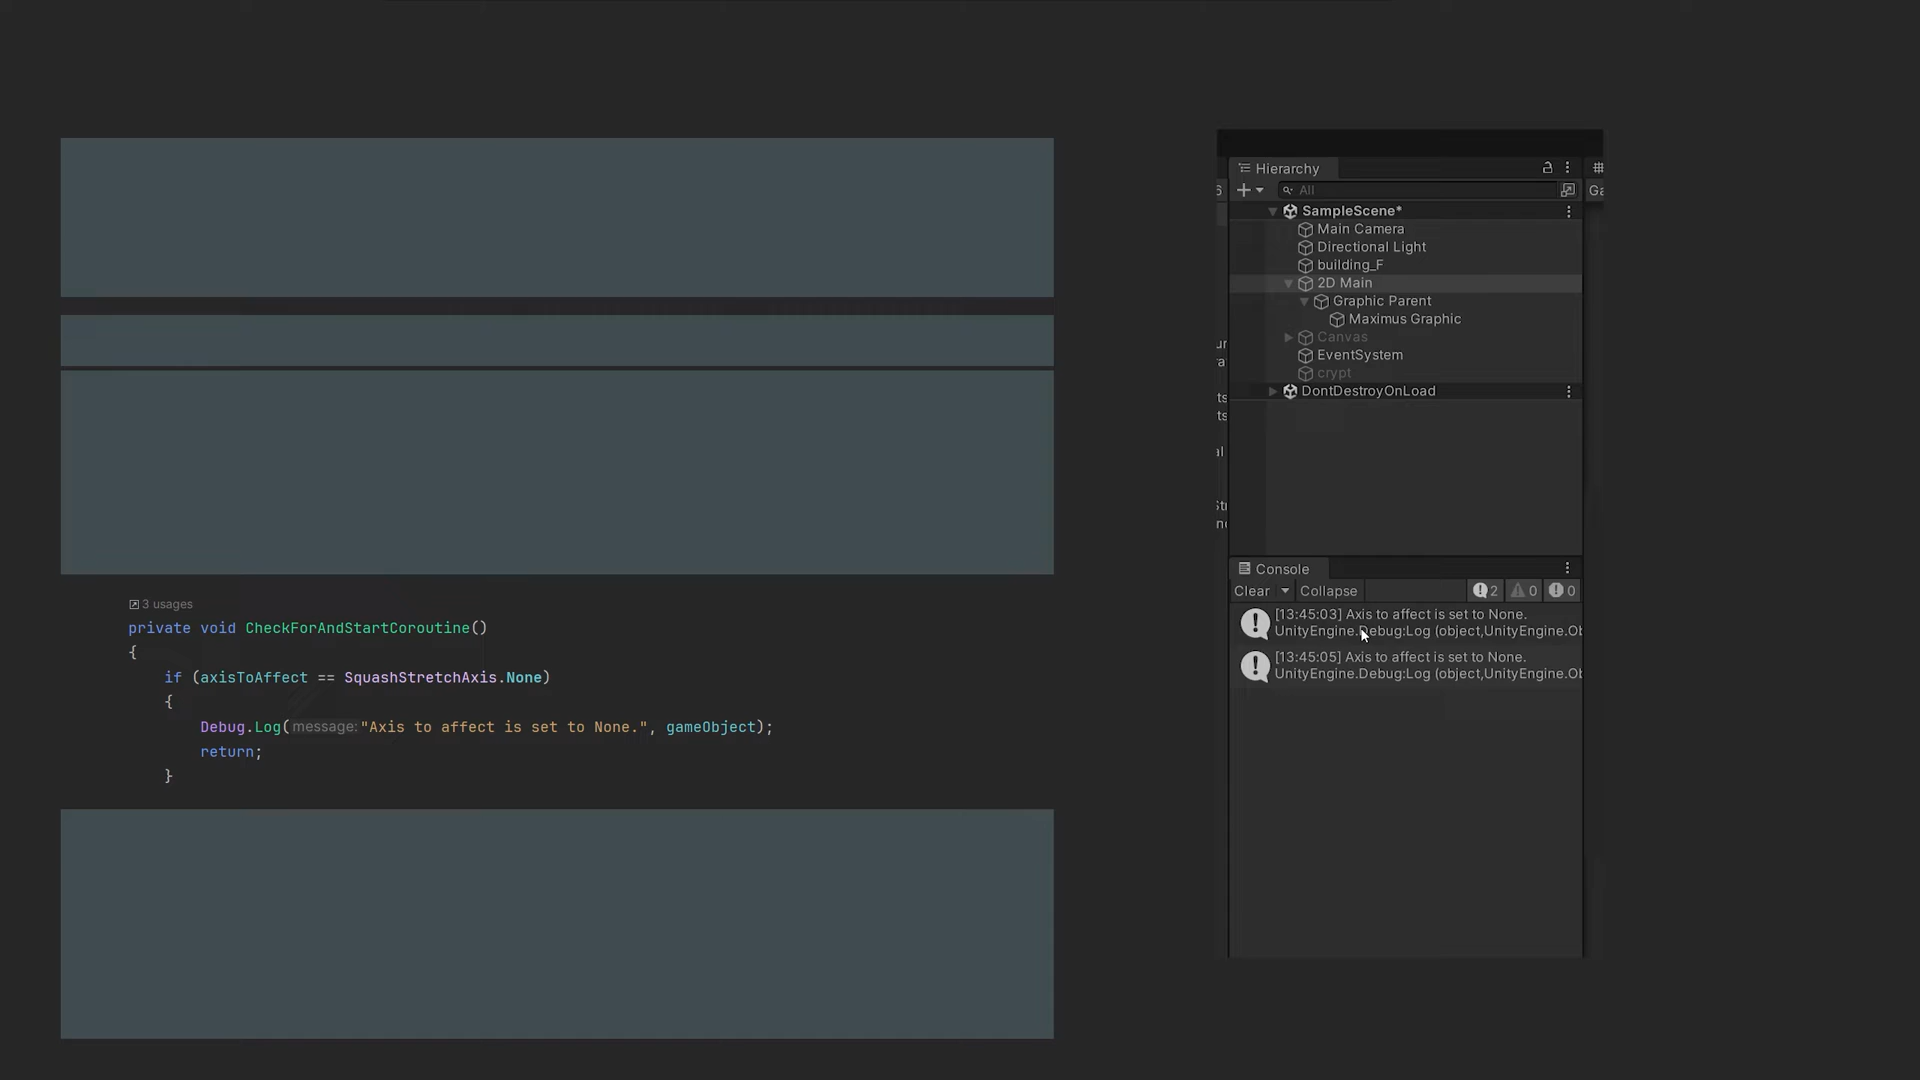 3 usages
private void CheckForAndStartCoroutine()
{
if (axisToAffect == SquashStretchAxis.None)
{
Debug.Log(message: "Axis to affect is set to None.", gameObject);
return;
}
Hierarchy
All
SampleScene*
Main Camera
Directional Light
building_F
2D Main
Graphic Parent
Maximus Graphic
Canvas
EventSystem
crypt
DontDestroyOnLoad
Console
Clear Collapse 2 0 0
[13:45:03] Axis to affect is set to None.
UnityEngine.Debug:Log (object,UnityEngine.Ob
[13:45:05] Axis to affect is set to None.
UnityEngine.Debug:Log (object,UnityEngine.Ob